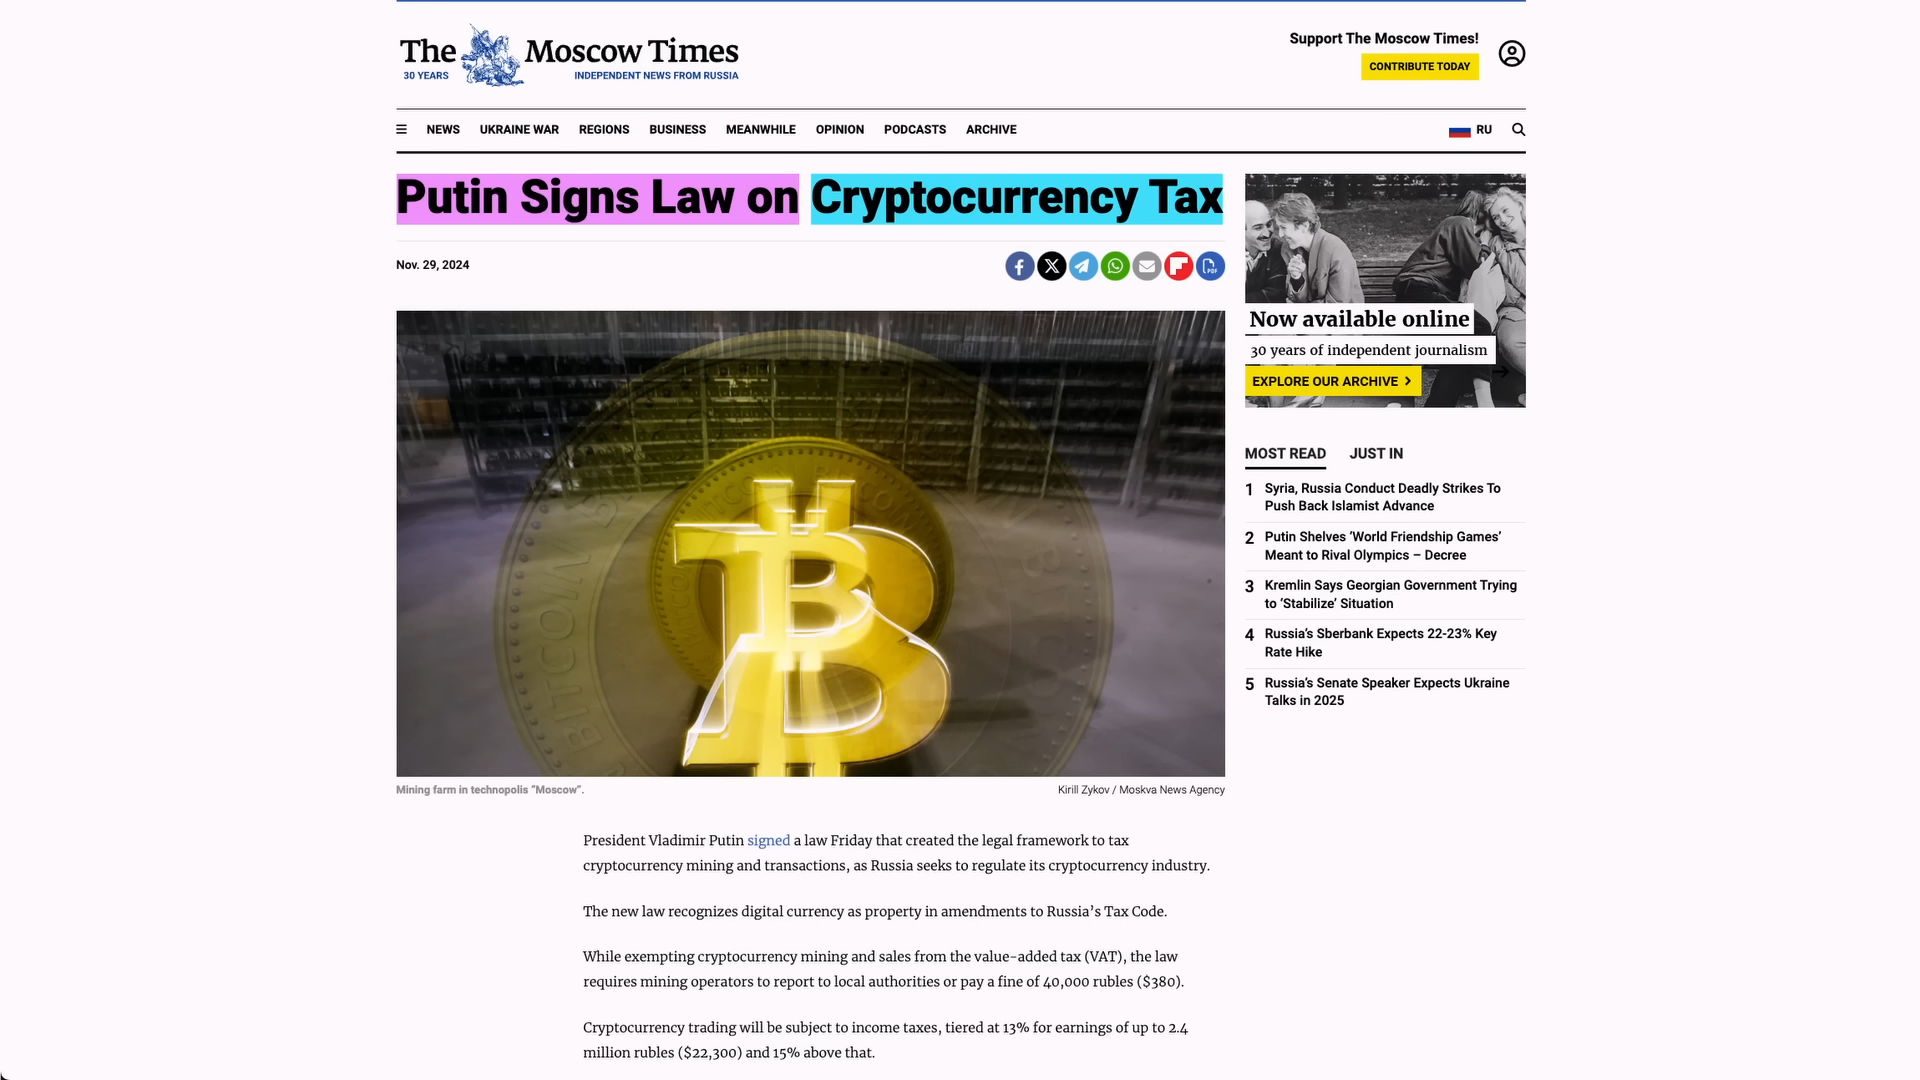 The Moscow Times
30 YEARS INDEPENDENT NEWS FROM RUSSIA
Support The Moscow Times!
CONTRIBUTE TODAY
NEWS UKRAINE WAR REGIONS BUSINESS MEANWHILE OPINION PODCASTS ARCHIVE RU
Putin Signs Law on Cryptocurrency Tax
Nov. 29, 2024
PDF
BITCOIN
Mining farm in technopolis “Moscow”.
Kirill Zykov / Moskva News Agency
President Vladimir Putin signed a law Friday that created the legal framework to tax
cryptocurrency mining and transactions, as Russia seeks to regulate its cryptocurrency industry.
The new law recognizes digital currency as property in amendments to Russia’s Tax Code.
While exempting cryptocurrency mining and sales from the value-added tax (VAT), the law
requires mining operators to report to local authorities or pay a fine of 40,000 rubles ($380).
Cryptocurrency trading will be subject to income taxes, tiered at 13% for earnings of up to 2.4
million rubles ($22,300) and 15% above that.
Now available online
30 years of independent journalism
EXPLORE OUR ARCHIVE
MOST READ JUST IN
1 Syria, Russia Conduct Deadly Strikes To
Push Back Islamist Advance
2 Putin Shelves ‘World Friendship Games’
Meant to Rival Olympics – Decree
3 Kremlin Says Georgian Government Trying
to ‘Stabilize’ Situation
4 Russia’s Sberbank Expects 22-23% Key
Rate Hike
5 Russia’s Senate Speaker Expects Ukraine
Talks in 2025